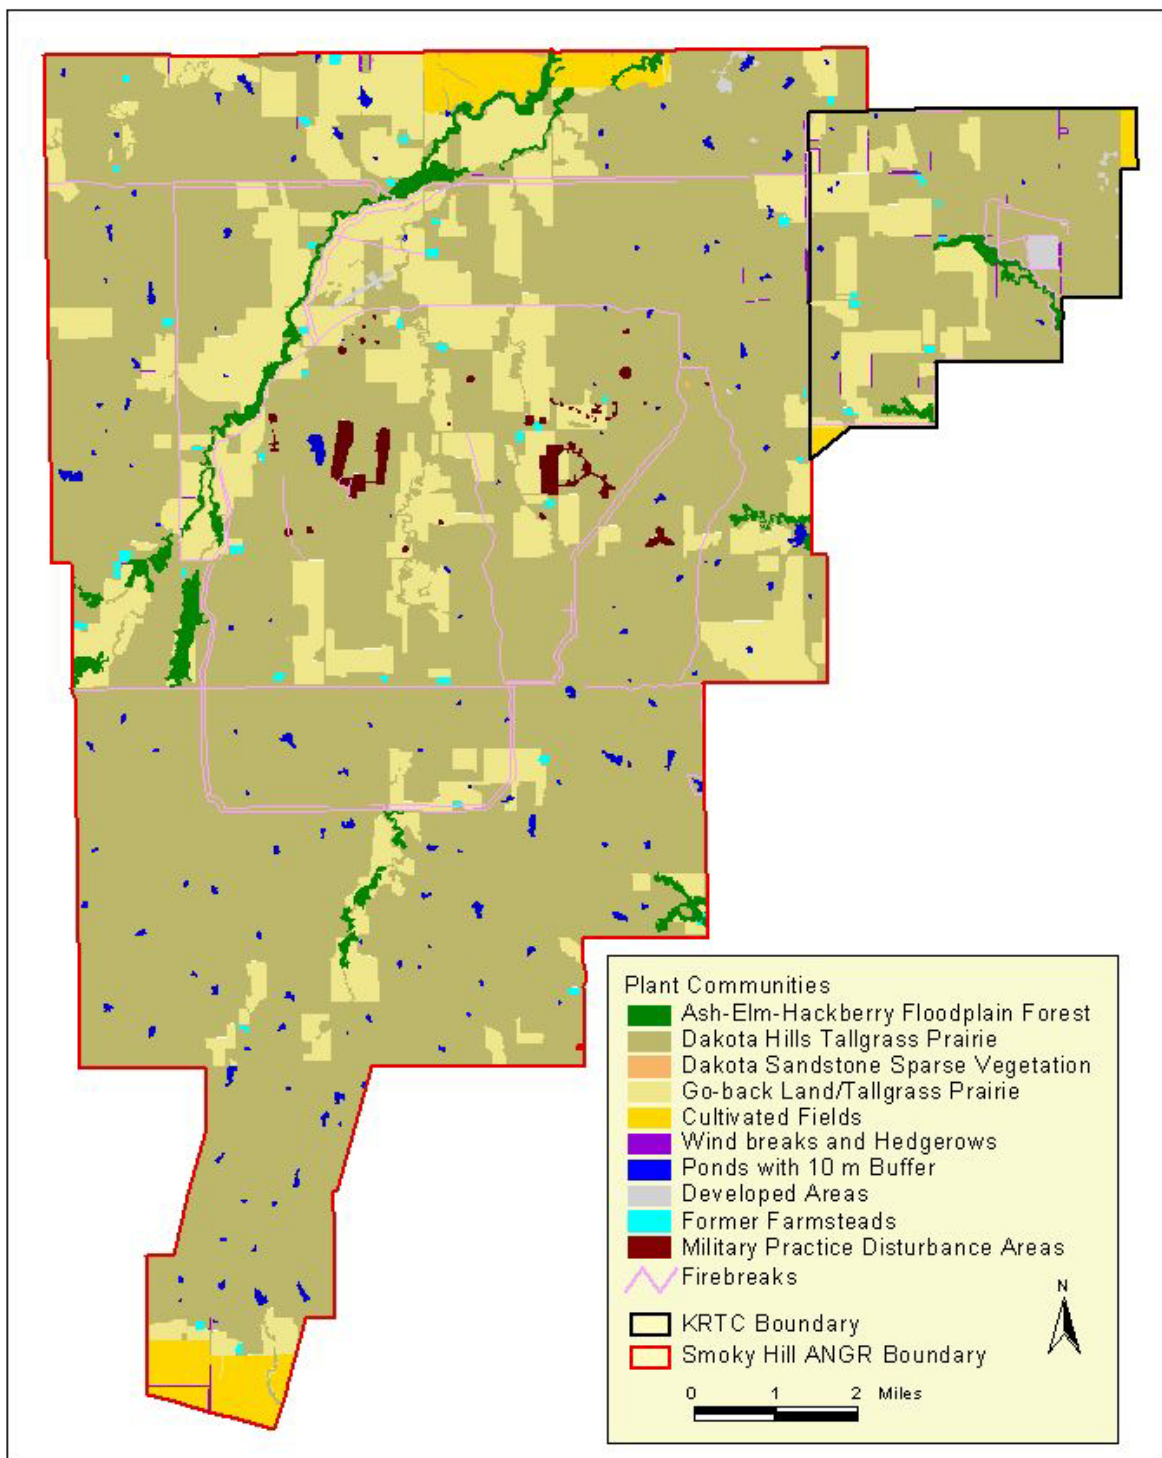 Plant Communities
Ash-Elm-Hackberry Floodplain Forest
Dakota Hills Tallgrass Prairie
Dakota Sandstone Sparse Vegetation
Go-back Land/Tallgrass Prairie
Cultivated Fields
Wind breaks and Hedgerows
Ponds with 10 m Buffer
Developed Areas
Former Farmsteads
Military Practice Disturbance Areas
Firebreaks
N
KRTC Boundary
Smoky Hill ANGR Boundary
0 1 2 Miles